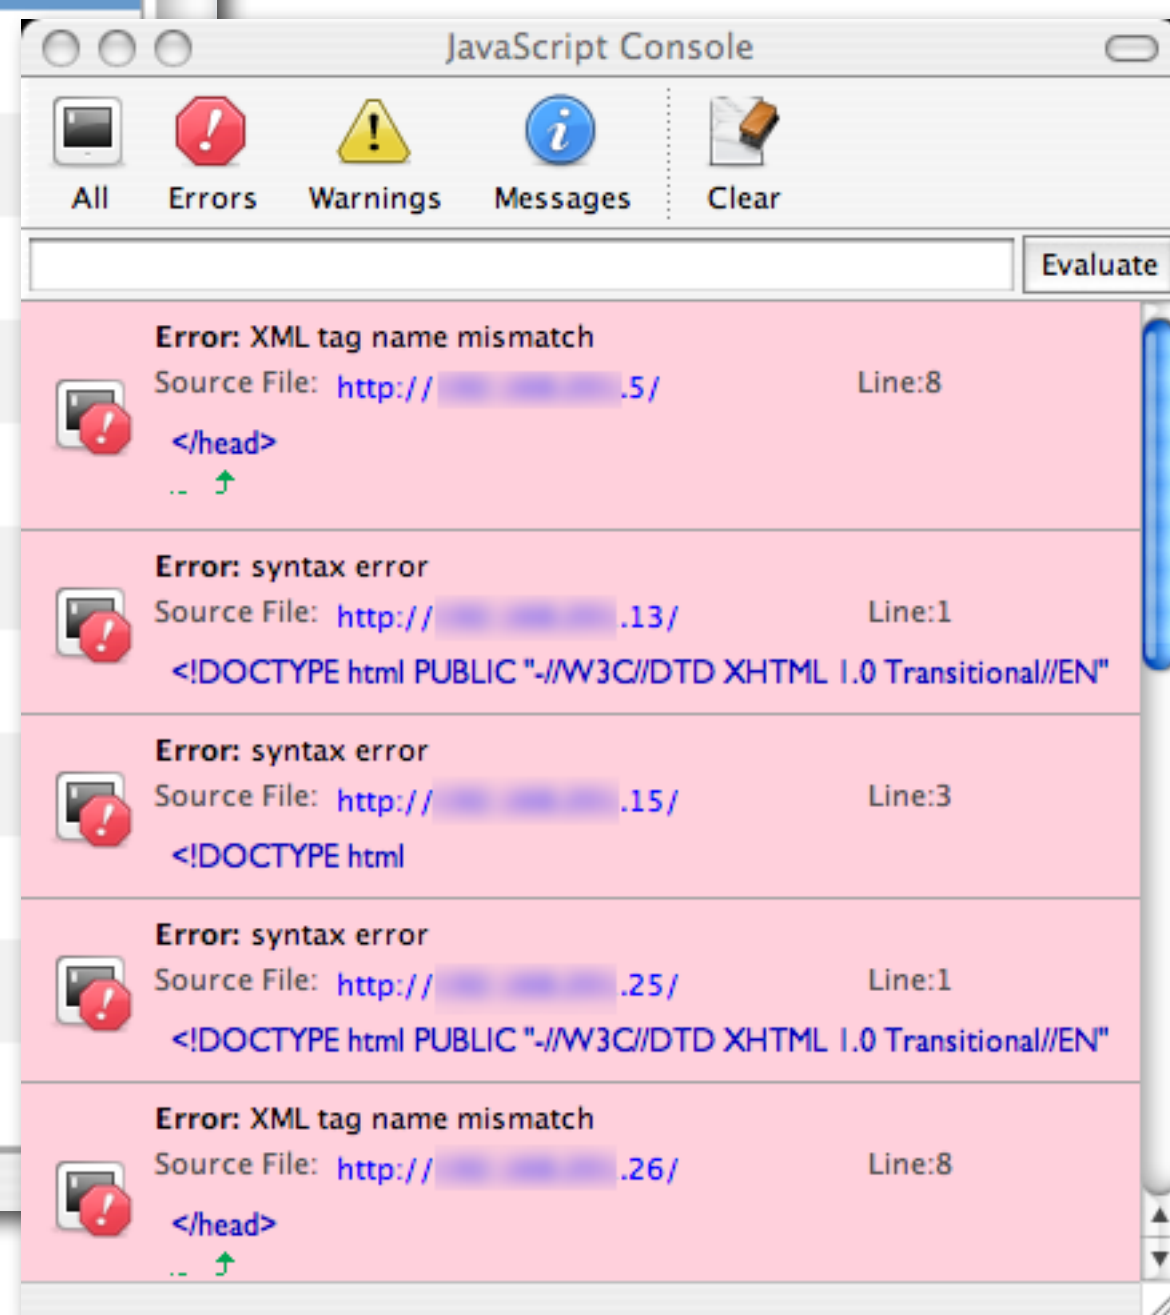 JavaScript Console
All Errors Warnings Messages Clear
Evaluate
Error: XML tag name mismatch
Source File: http:// .5/ Line:8
</head>
Error: syntax error
Source File: http:// .13/ Line:1
<!DOCTYPE html PUBLIC "-//W3C//DTD XHTML 1.0 Transitional//EN"
Error: syntax error
Source File: http:// .15/ Line:3
<!DOCTYPE html
Error: syntax error
Source File: http:// .25/ Line:1
<!DOCTYPE html PUBLIC "-//W3C//DTD XHTML 1.0 Transitional//EN"
Error: XML tag name mismatch
Source File: http:// .26/ Line:8
</head>